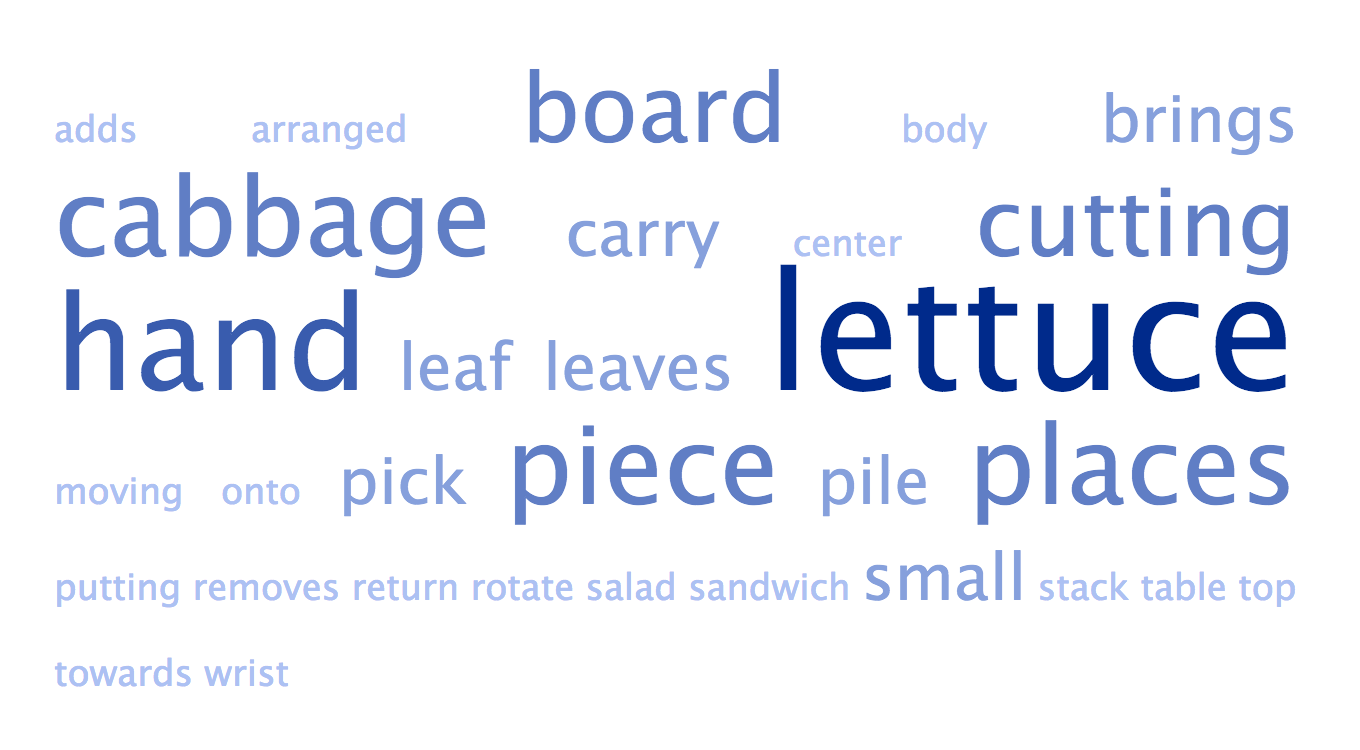 adds arranged board body brings
cabbage carry center cutting
hand leaf leaves lettuce
moving onto pick piece pile places
putting removes return rotate salad sandwich small stack table top
towards wrist